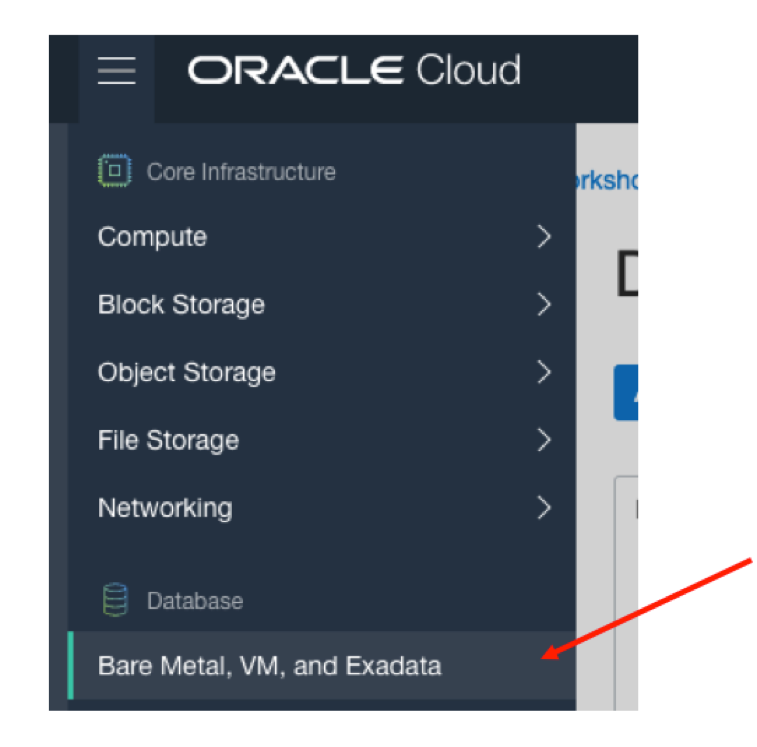 ORACLE Cloud
Core Infrastructure
rksho
Compute
Block Storage
Object Storage
File Storage
Networking
Database
Bare Metal, VM, and Exadata